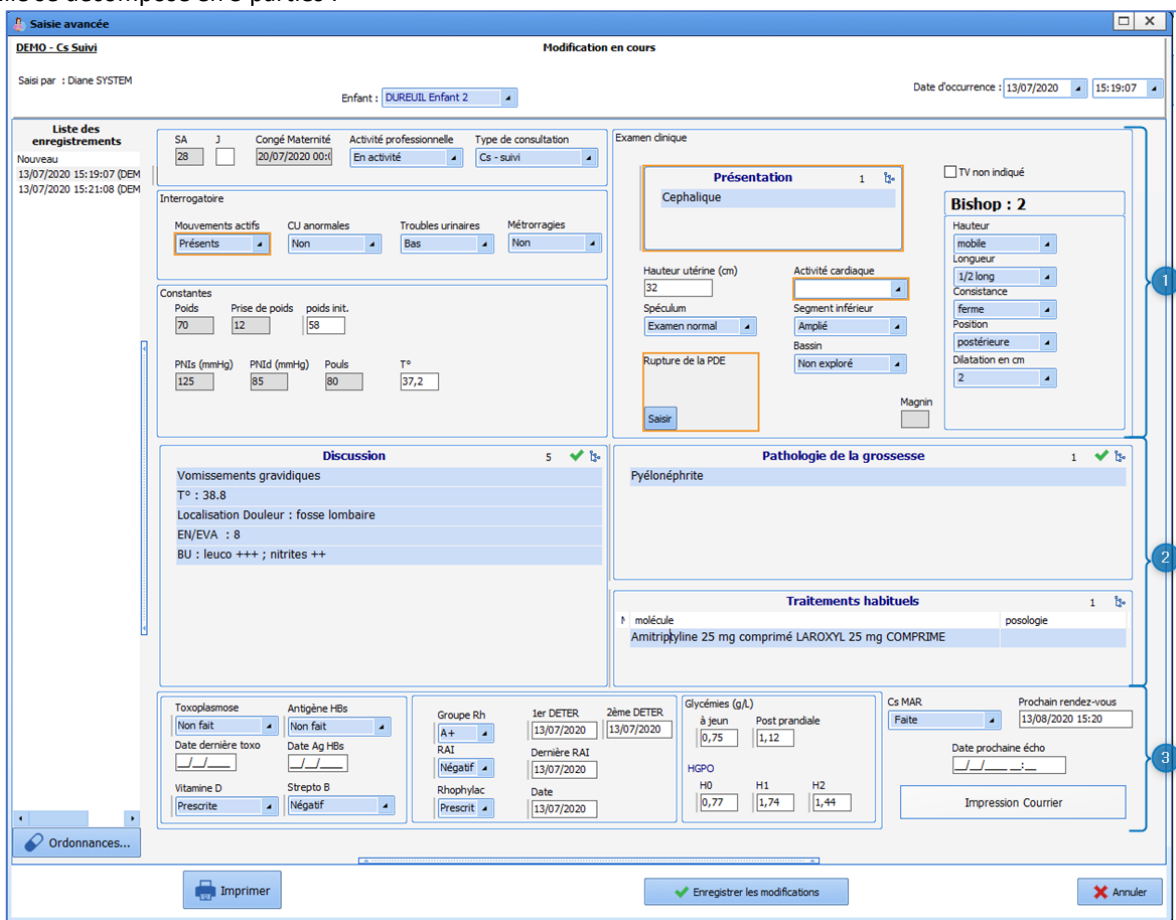 Saisie avancée
DEMO - Cs Suivi
Modification en cours
Saisi par : Diane SYSTEM
Enfant : DUREUIL Enfant 2
Date d'occurrence : 13/07/2020 15:19:07
Liste des
enregistrements
Nouveau
13/07/2020 15:19:07 (DEM
13/07/2020 15:21:08 (DEM
SA J Congé Maternité Activité professionnelle Type de consultation
28 20/07/2020 00:( En activité Cs - suivi
Interrogatoire
Mouvements actifs CU anormales Troubles urinaires Métrorragies
Présents Non Bas Non
Constantes
Poids Prise de poids poids init.
70 12 58
PNIs (mmHg) PNId (mmHg) Pouls T°
125 85 80 37,2
Examen clinique
Présentation 1
Cephalique
TV non indiqué
Bishop : 2
Hauteur
mobile
Longueur
1/2 long
Consistance
ferme
Position
postérieure
Dilatation en cm
2
Hauteur utérine (cm) Activité cardiaque
32
Spéculum Segment inférieur
Examen normal Amplié
Bassin
Rupture de la PDE Non exploré
Saisir
Magnin
1
Discussion 5
Vomissements gravidiques
T° : 38.8
Localisation Douleur : fosse lombaire
EN/EVA : 8
BU : leuco +++ ; nitrites ++
Pathologie de la grossesse 1
Pyélonéphrite
2
Traitements habituels 1
molécule posologie
Amitriptyline 25 mg comprimé LAROXYL 25 mg COMPRIME
Toxoplasmose Antigène HBs
Non fait Non fait
Date dernière toxo Date Ag HBs
__/__/____ __/__/____
Vitamine D Strepto B
Prescrite Négatif
Groupe Rh 1er DETER 2ème DETER
A+ 13/07/2020 13/07/2020
RAI Dernière RAI
Négatif 13/07/2020
Rhophylac Date
Prescrit 13/07/2020
Glycémies (g/L)
à jeun Post prandiale
0,75 1,12
HGPO
H0 H1 H2
0,77 1,74 1,44
Cs MAR Prochain rendez-vous
Faite 13/08/2020 15:20
Date prochaine écho
__/__/____ __:__
Impression Courrier
3
Ordonnances...
Imprimer
Enregistrer les modifications
Annuler